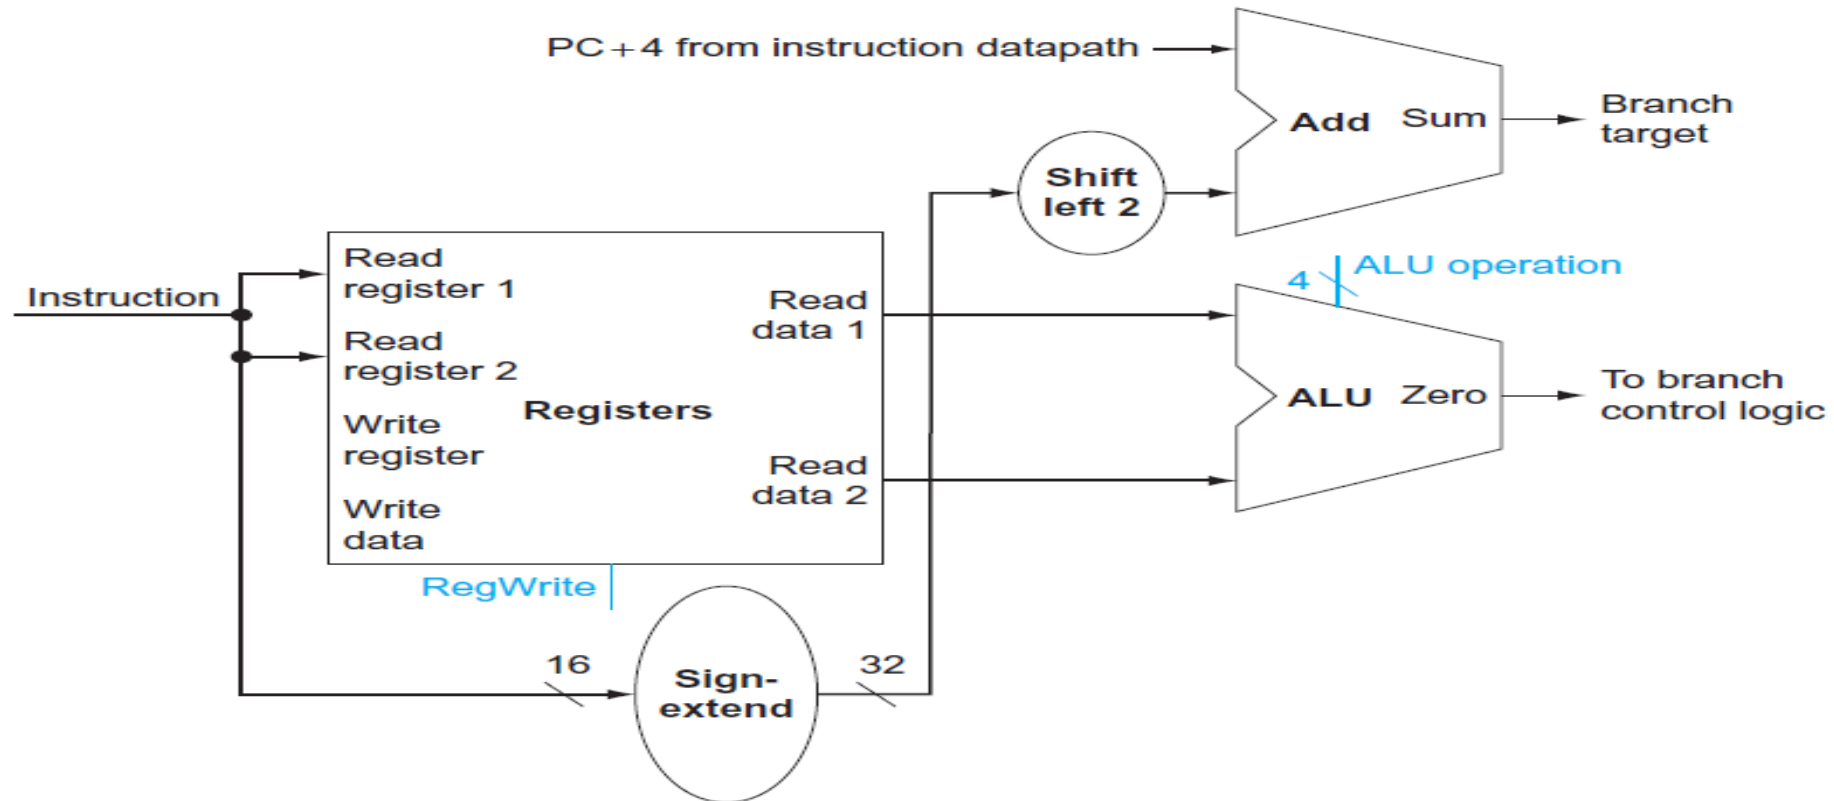 PC+4 from instruction datapath
Add Sum
Branch
target
Shift
left 2
4
ALU operation
Instruction
Read
register 1
Read
data 1
Read
register 2
Registers
Write
register
Read
data 2
Write
data
ALU Zero
To branch
control logic
RegWrite
16
Sign-
extend
32